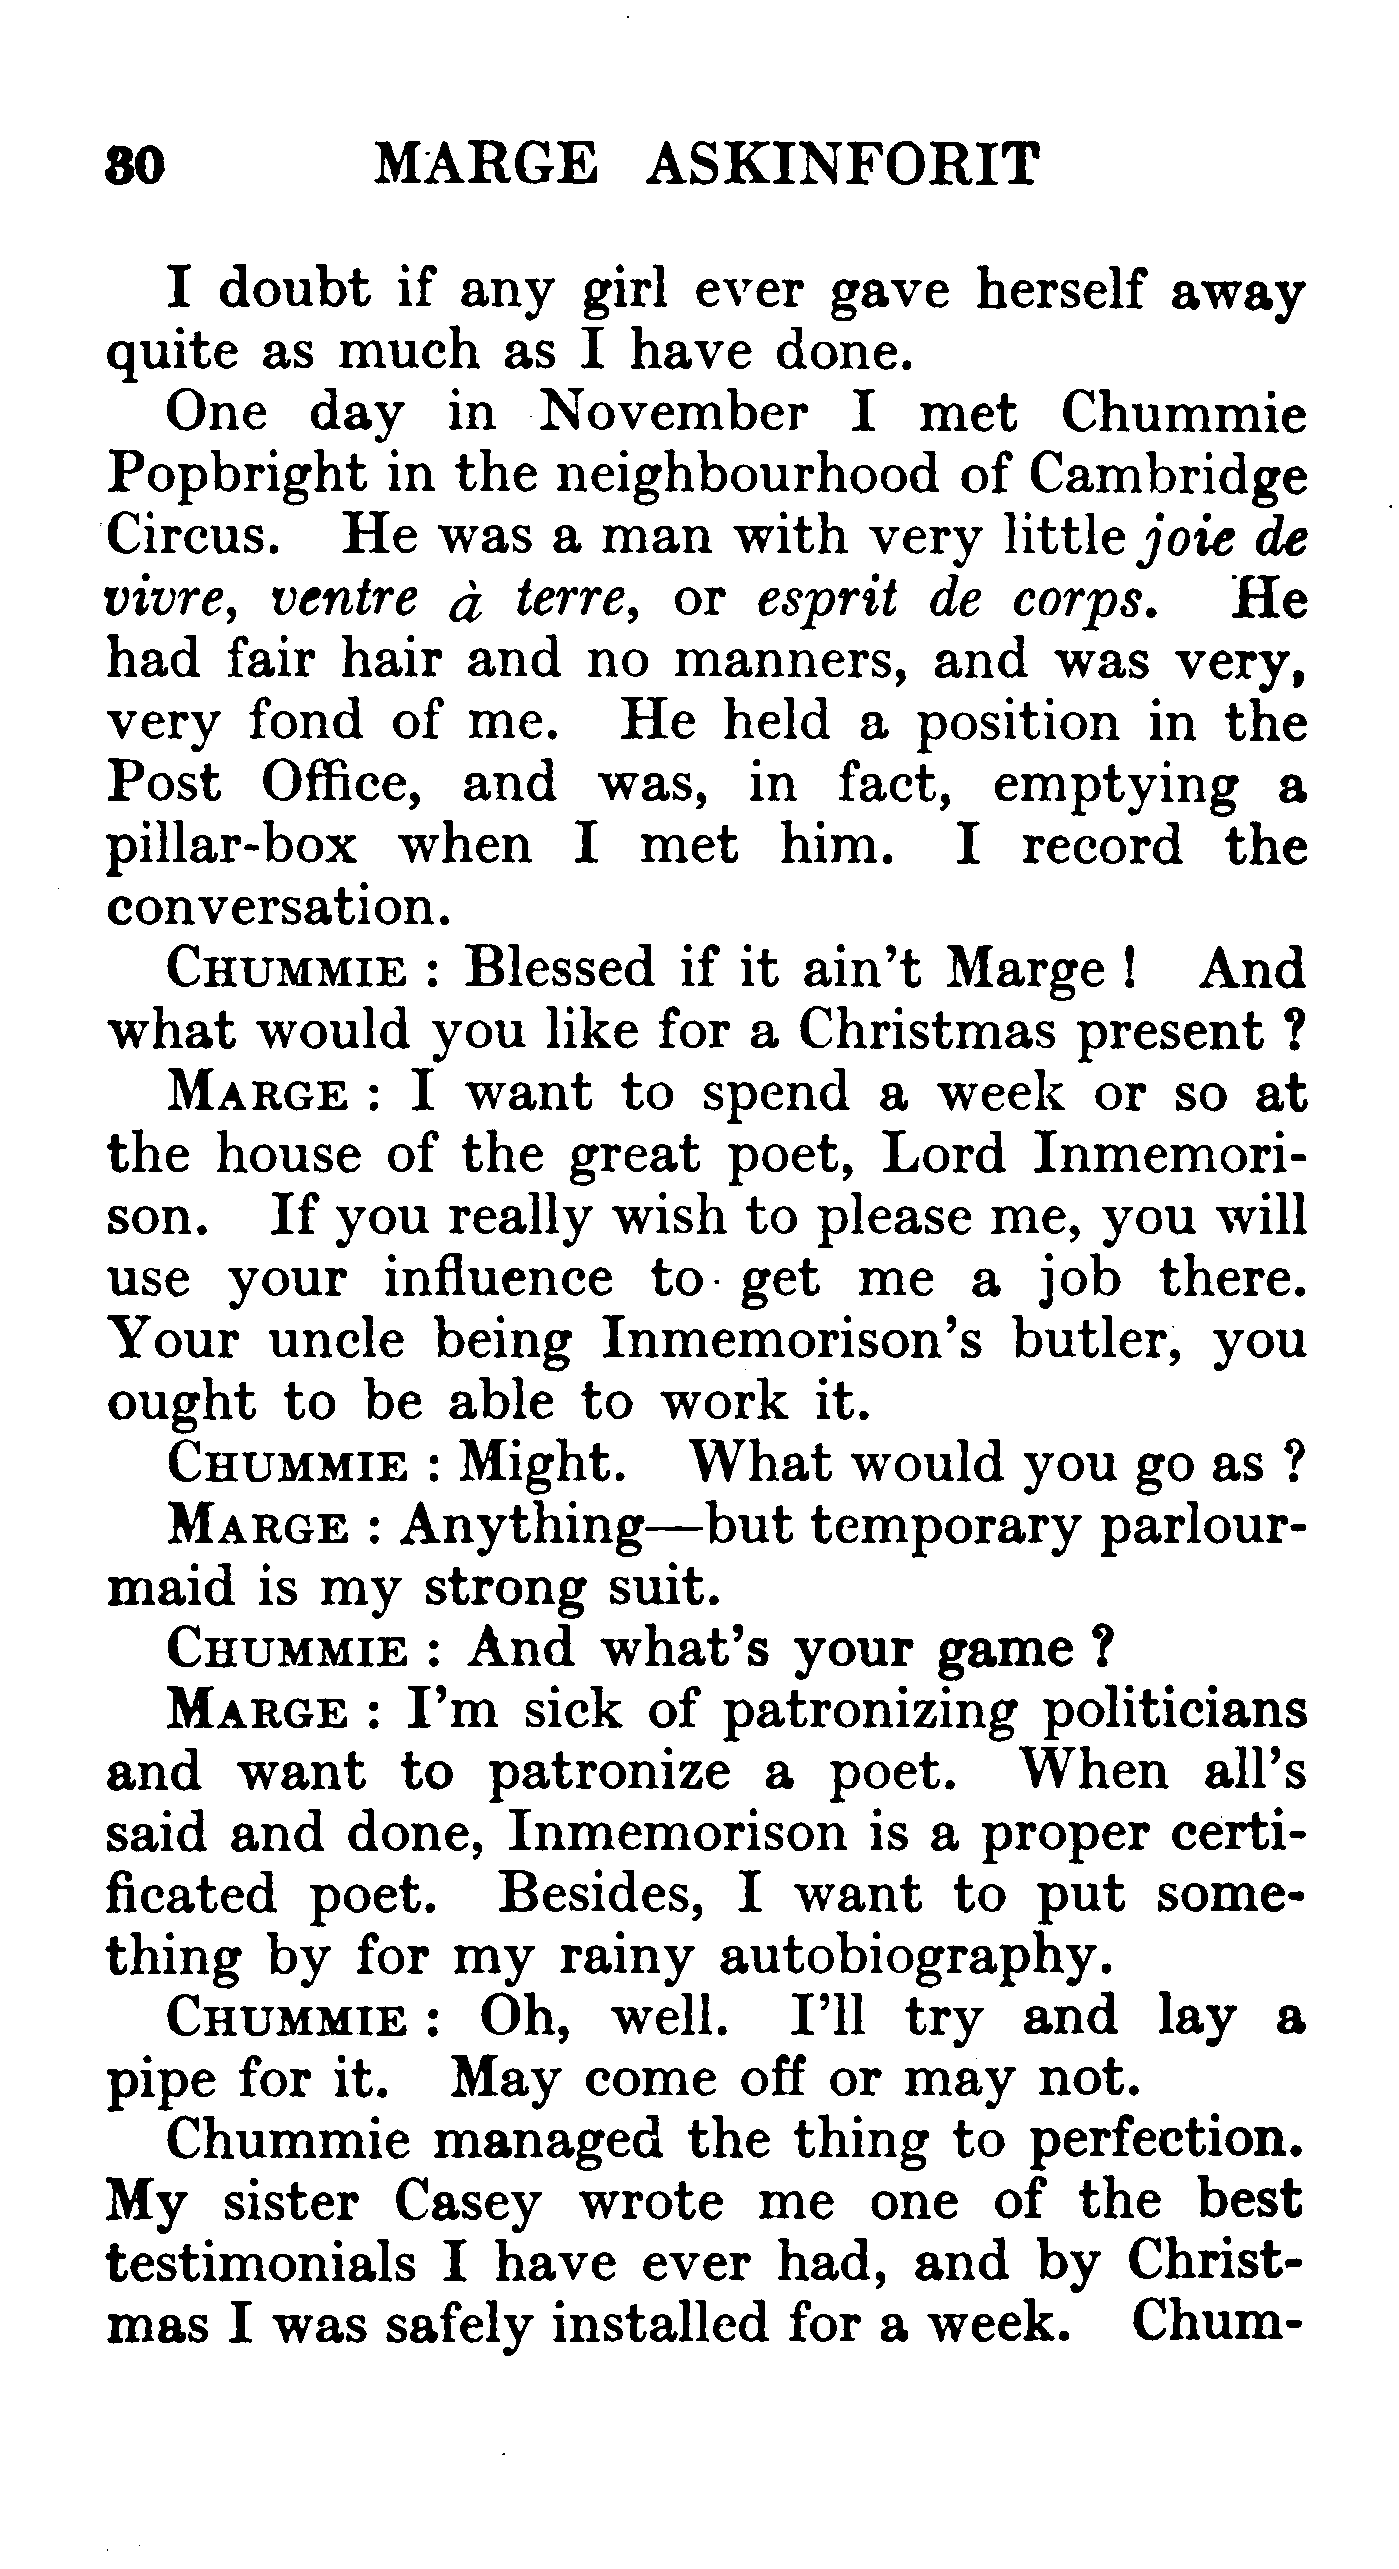 30 MARGE ASKINFORIT
I doubt if any girl ever gave herself away
quite as much as I have done.
One day in November I met Chummie
Popbright in the neighbourhood of Cambridge
Circus. He was a man with very little joie de
vivre, ventre à terre, or esprit de corps. He
had fair hair and no manners, and was very,
very fond of me. He held a position in the
Post Office, and was, in fact, emptying a
pillar-box when I met him. I record the
conversation.
CHUMMIE : Blessed if it ain't Marge ! And
what would you like for a Christmas present ?
MARGE : I want to spend a week or so at
the house of the great poet, Lord Inmemori-
son. If you really wish to please me, you will
use your influence to get me a job there.
Your uncle being Inmemorison's butler, you
ought to be able to work it.
CHUMMIE : Might. What would you go as ?
MARGE : Anything—but temporary parlour-
maid is my strong suit.
CHUMMIE : And what's your game ?
MARGE : I'm sick of patronizing politicians
and want to patronize a poet. When all's
said and done, Inmemorison is a proper certi-
ficated poet. Besides, I want to put some-
thing by for my rainy autobiography.
CHUMMIE : Oh, well. I'll try and lay a
pipe for it. May come off or may not.
Chummie managed the thing to perfection.
My sister Casey wrote me one of the best
testimonials I have ever had, and by Christ-
mas I was safely installed for a week. Chum-